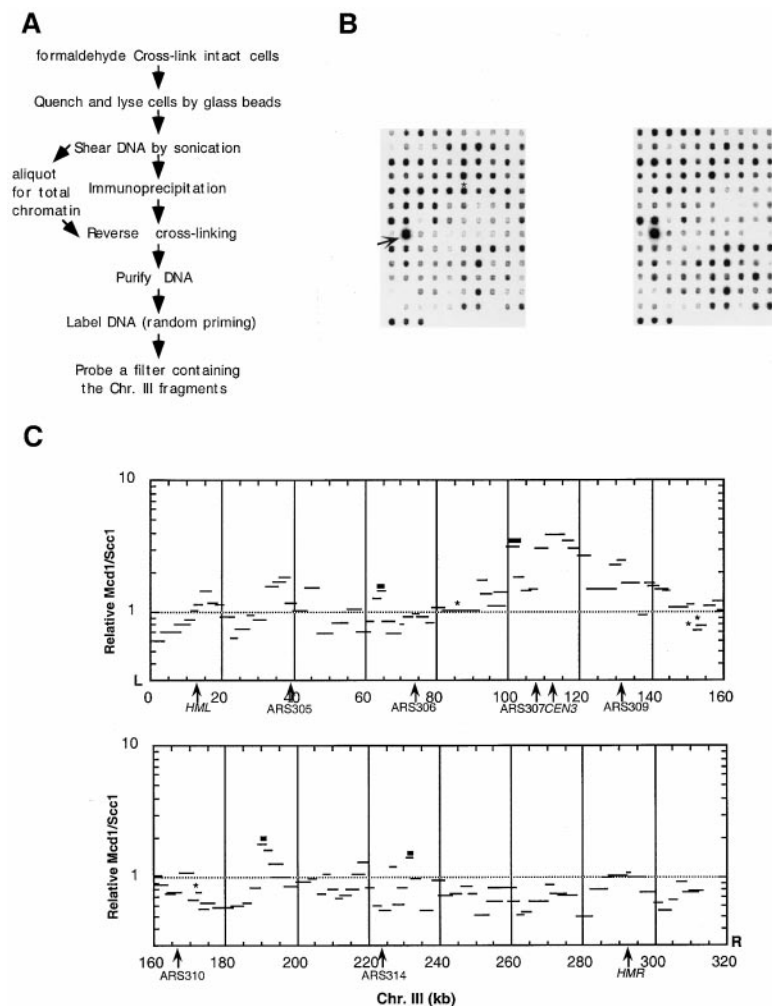 A
B
formaldehyde Cross-link intact cells
Quench and lyse cells by glass beads
Shear DNA by sonication
aliquot
for total
chromatin
Immunoprecipitation
Reverse cross-linking
Purify DNA
Label DNA (random priming)
Probe a filter containing
the Chr. III fragments
C
10
Relative Mcd1/Scc1
1
L
0 20 40 60 80 100 120 140 160
HML ARS305 ARS306 ARS307 CEN3 ARS309
10
Relative Mcd1/Scc1
1
R
160 180 200 220 240 260 280 300 320
ARS310 ARS314 HMR
Chr. III (kb)